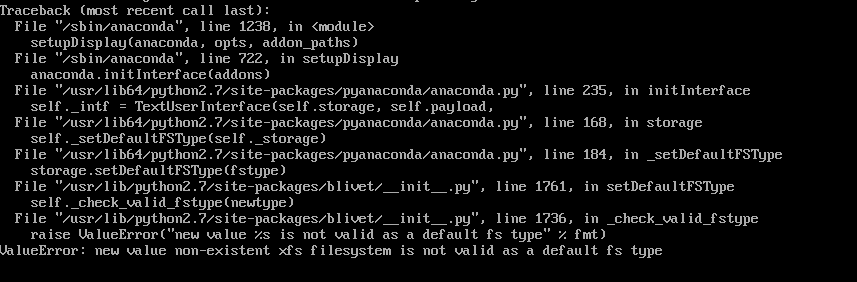 Traceback (most recent call last):
  File "/sbin/anaconda", line 1238, in <module>
    setupDisplay(anaconda, opts, addon_paths)
  File "/sbin/anaconda", line 722, in setupDisplay
    anaconda.initInterface(addons)
  File "/usr/lib64/python2.7/site-packages/pyanaconda/anaconda.py", line 235, in initInterface
    self._intf = TextUserInterface(self.storage, self.payload,
  File "/usr/lib64/python2.7/site-packages/pyanaconda/anaconda.py", line 168, in storage
    self._setDefaultFSType(self._storage)
  File "/usr/lib64/python2.7/site-packages/pyanaconda/anaconda.py", line 184, in _setDefaultFSType
    storage.setDefaultFSType(fstype)
  File "/usr/lib/python2.7/site-packages/blivet/__init__.py", line 1761, in setDefaultFSType
    self._check_valid_fstype(newtype)
  File "/usr/lib/python2.7/site-packages/blivet/__init__.py", line 1736, in _check_valid_fstype
    raise ValueError("new value %s is not valid as a default fs type" % fmt)
ValueError: new value non-existent xfs filesystem is not valid as a default fs type